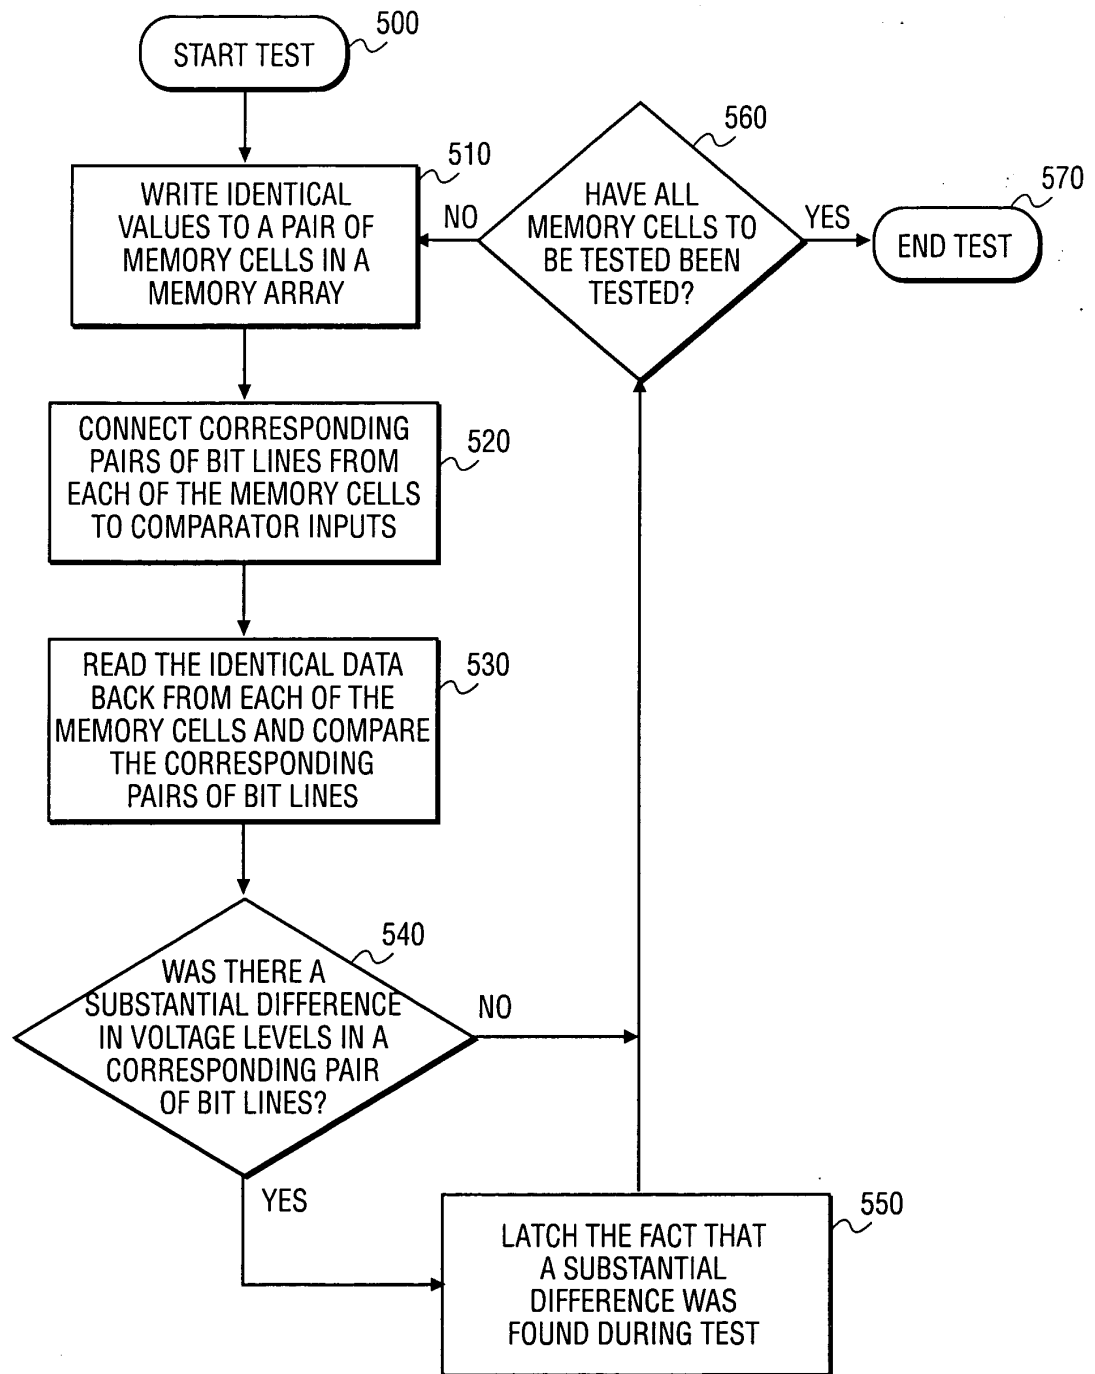 START TEST
500
WRITE IDENTICAL
VALUES TO A PAIR OF
MEMORY CELLS IN A
MEMORY ARRAY
510
NO
HAVE ALL
MEMORY CELLS TO
BE TESTED BEEN
TESTED?
560
YES
END TEST
570
CONNECT CORRESPONDING
PAIRS OF BIT LINES FROM
EACH OF THE MEMORY CELLS
TO COMPARATOR INPUTS
520
READ THE IDENTICAL DATA
BACK FROM EACH OF THE
MEMORY CELLS AND COMPARE
THE CORRESPONDING
PAIRS OF BIT LINES
530
WAS THERE A
SUBSTANTIAL DIFFERENCE
IN VOLTAGE LEVELS IN A
CORRESPONDING PAIR
OF BIT LINES?
540
NO
YES
LATCH THE FACT THAT
A SUBSTANTIAL
DIFFERENCE WAS
FOUND DURING TEST
550